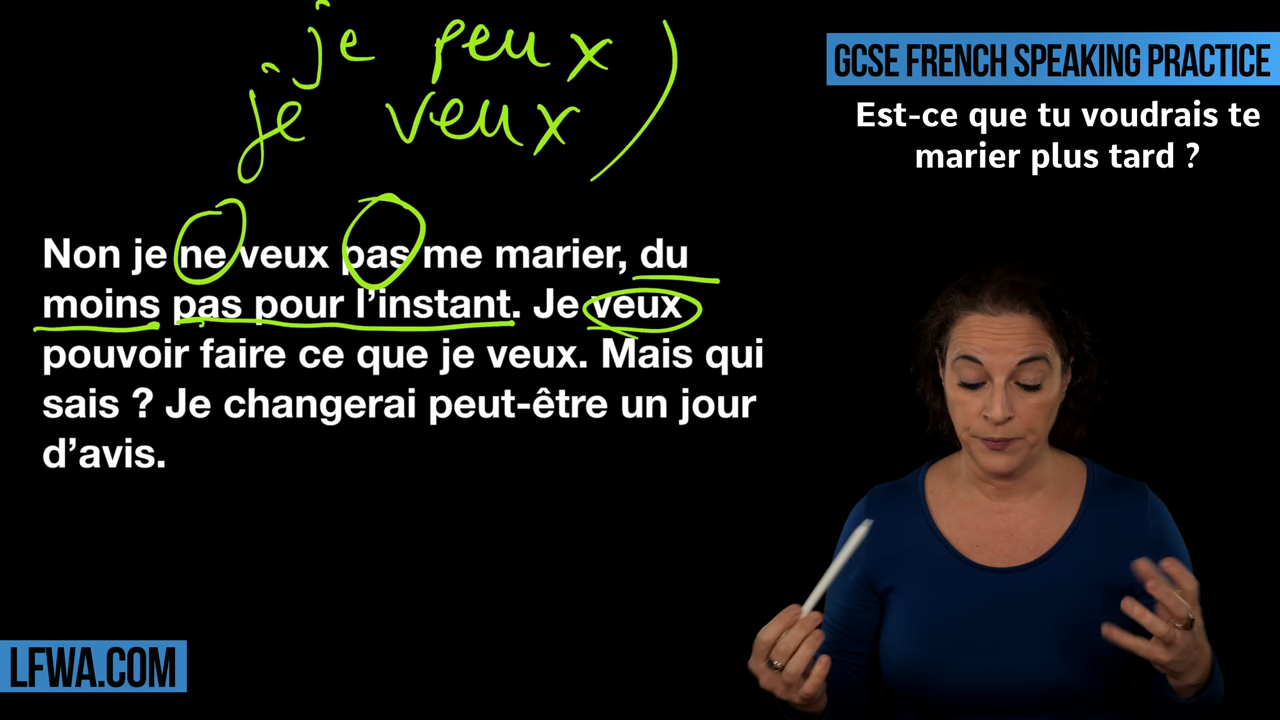 je peux
je veux
GCSE FRENCH SPEAKING PRACTICE
Est-ce que tu voudrais te
marier plus tard ?
Non je ne veux pas me marier, du
moins pas pour l’instant. Je veux
pouvoir faire ce que je veux. Mais qui
sais ? Je changerai peut-être un jour
d’avis.
LFWA.COM